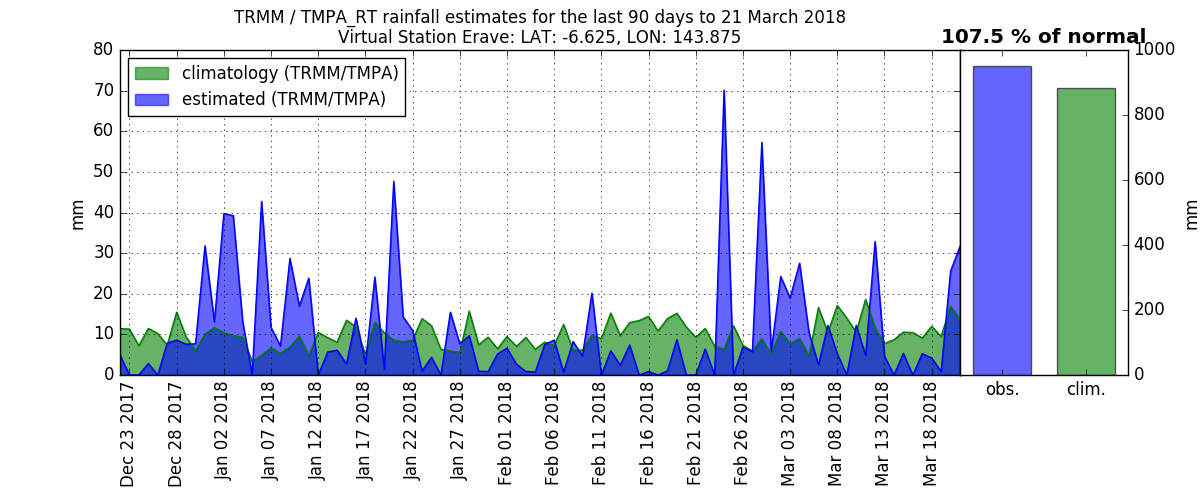 TRMM / TMPA_RT rainfall estimates for the last 90 days to 21 March 2018
Virtual Station Erave: LAT: -6.625, LON: 143.875
107.5 % of normal
climatology (TRMM/TMPA)
estimated (TRMM/TMPA)
80
70
60
50
40
30
20
10
0
mm
Dec 23 2017
Dec 28 2017
Jan 02 2018
Jan 07 2018
Jan 12 2018
Jan 17 2018
Jan 22 2018
Jan 27 2018
Feb 01 2018
Feb 06 2018
Feb 11 2018
Feb 16 2018
Feb 21 2018
Feb 26 2018
Mar 03 2018
Mar 08 2018
Mar 13 2018
Mar 18 2018
obs.
clim.
1000
800
600
400
200
0
mm